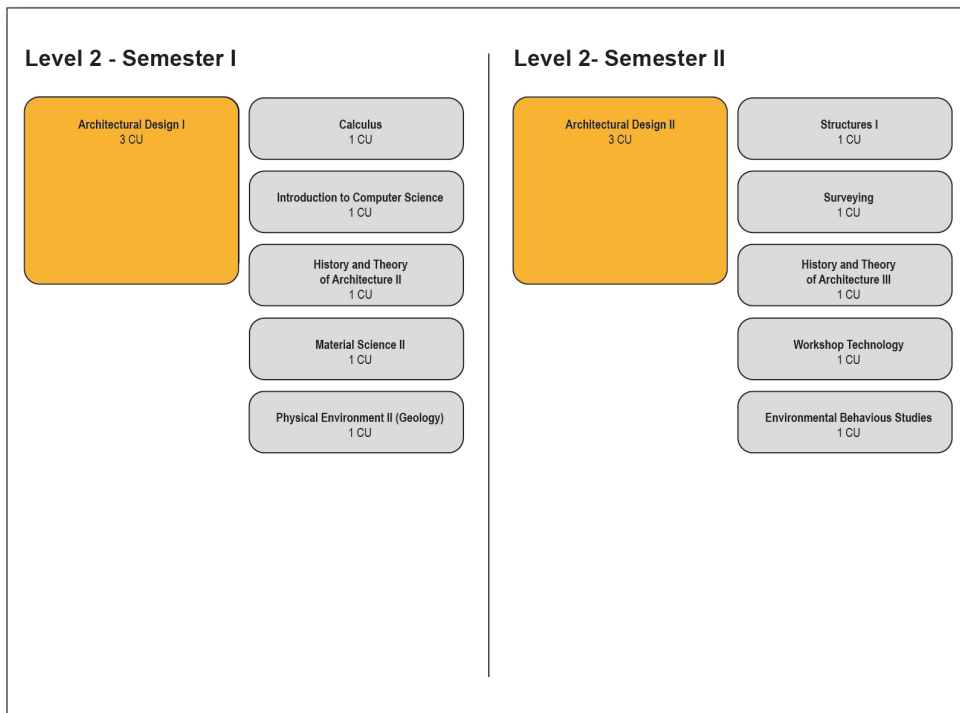 Level 2 - Semester I
Architectural Design I
3 CU
Calculus
1 CU
Introduction to Computer Science
1 CU
History and Theory
of Architecture II
1 CU
Material Science II
1 CU
Physical Environment II (Geology)
1 CU
Level 2- Semester II
Architectural Design II
3 CU
Structures I
1 CU
Surveying
1 CU
History and Theory
of Architecture III
1 CU
Workshop Technology
1 CU
Environmental Behavious Studies
1 CU